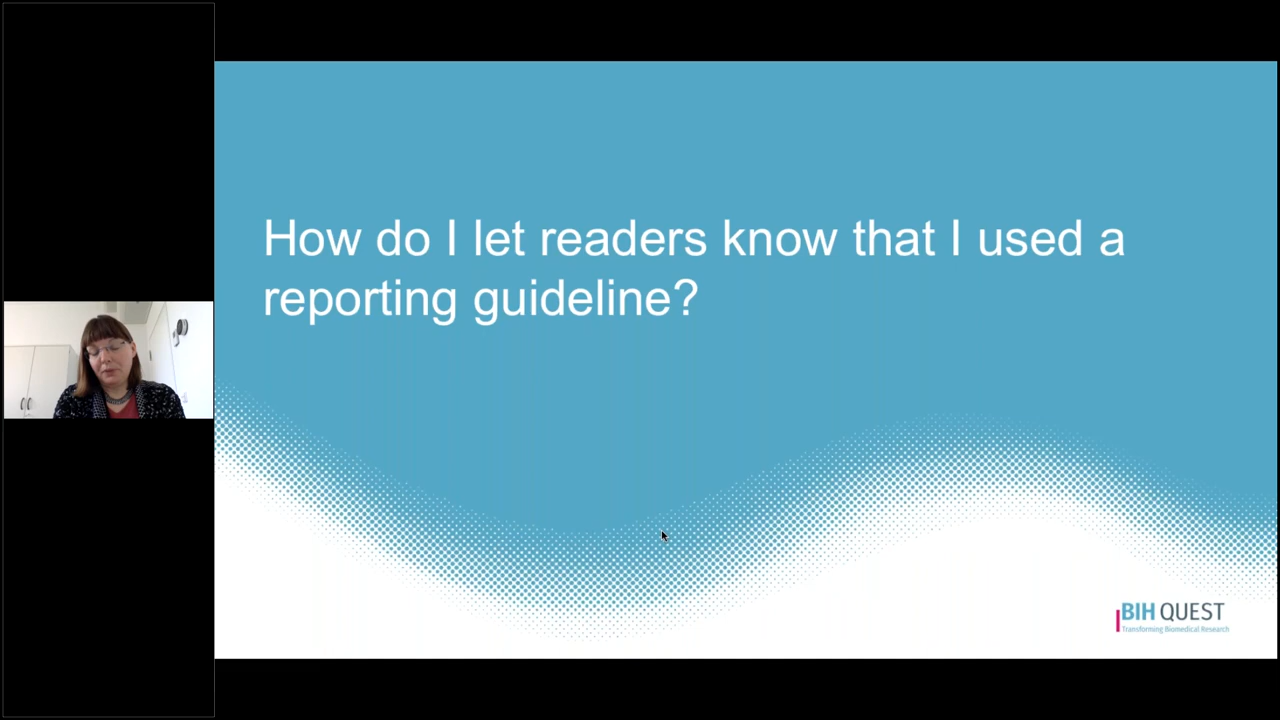 How do I let readers know that I used a
reporting guideline?
BIH QUEST
Transforming Biomedical Research